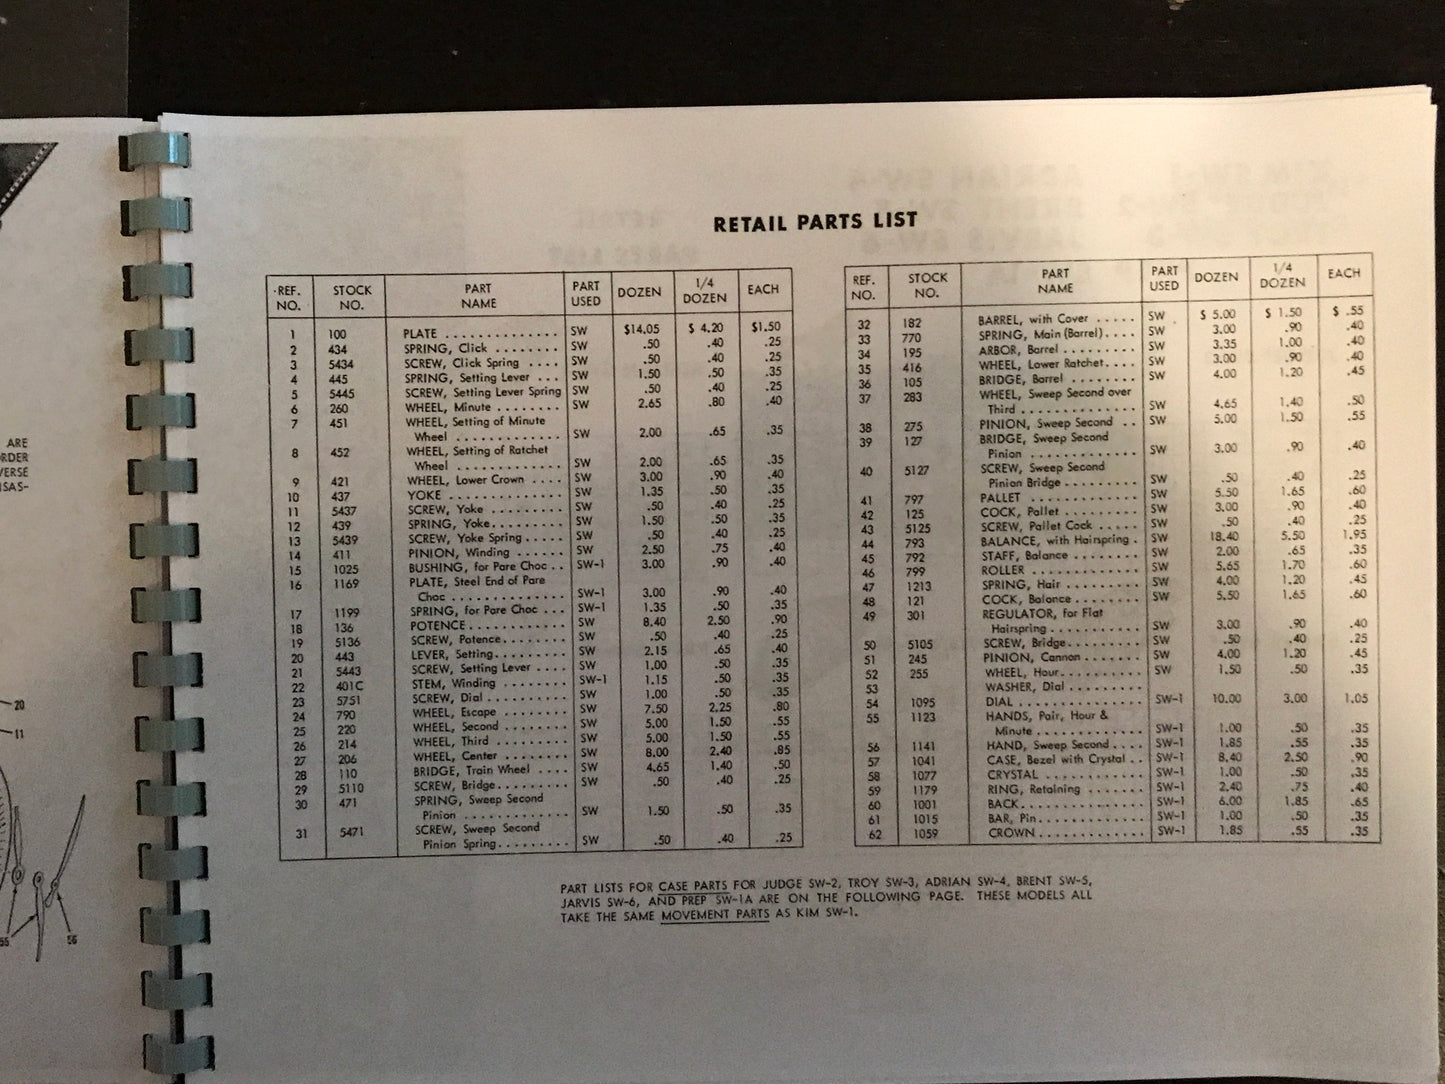 ARE
RDER
VERSE
ISAS-
20
11
55
56
RETAIL PARTS LIST
REF. NO. STOCK NO. PART NAME PART USED DOZEN 1/4 DOZEN EACH
1 100 PLATE .............. SW $14.05 $ 4.20 $1.50
2 434 SPRING, Click ........ SW .50 .40 .25
3 5434 SCREW, Click Spring .... SW .50 .40 .25
4 445 SPRING, Setting Lever ... SW 1.50 .50 .35
5 5445 SCREW, Setting Lever Spring SW .50 .40 .25
6 260 WHEEL, Minute ........ SW 2.65 .80 .40
7 451 WHEEL, Setting of Minute
Wheel ............. SW 2.00 .65 .35
8 452 WHEEL, Setting of Ratchet
Wheel ............. SW 2.00 .65 .35
9 421 WHEEL, Lower Crown .... SW 3.00 .90 .40
10 437 YOKE .............. SW 1.35 .50 .35
11 5437 SCREW, Yoke ......... SW .50 .40 .25
12 439 SPRING, Yoke......... SW 1.50 .50 .35
13 5439 SCREW, Yoke Spring..... SW .50 .40 .25
14 411 PINION, Winding ...... SW 2.50 .75 .40
15 1025 BUSHING, for Pare Choc .. SW-1 3.00 .90 .40
16 1169 PLATE, Steel End of Pare
Choc .............. SW-1 3.00 .90 .40
17 1199 SPRING, for Pare Choc ... SW-1 1.35 .50 .35
18 136 POTENCE............ SW 8.40 2.50 .90
19 5136 SCREW, Potence........ SW .50 .40 .25
20 443 LEVER, Setting......... SW 2.15 .65 .40
21 5443 SCREW, Setting Lever .... SW 1.00 .50 .35
22 401C STEM, Winding ........ SW-1 1.15 .50 .35
23 5751 SCREW, Dial .......... SW 1.00 .50 .35
24 790 WHEEL, Escape ........ SW 7.50 2.25 .80
25 220 WHEEL, Second ........ SW 5.00 1.50 .55
26 214 WHEEL, Third ......... SW 5.00 1.50 .55
27 206 WHEEL, Center ........ SW 8.00 2.40 .85
28 110 BRIDGE, Train Wheel .... SW 4.65 1.40 .50
29 5110 SCREW, Bridge......... SW .50 .40 .25
30 471 SPRING, Sweep Second
Pinion ............. SW 1.50 .50 .35
31 5471 SCREW, Sweep Second
Pinion Spring......... SW .50 .40 .25
REF. NO. STOCK NO. PART NAME PART USED DOZEN 1/4 DOZEN EACH
32 182 BARREL, with Cover ..... SW $ 5.00 $ 1.50 $ .55
33 770 SPRING, Main (Barrel).... SW 3.00 .90 .40
34 195 ARBOR, Barrel ......... SW 3.35 1.00 .40
35 416 WHEEL, Lower Ratchet.... SW 3.00 .90 .40
36 105 BRIDGE, Barrel ........ SW 4.00 1.20 .45
37 283 WHEEL, Sweep Second over
Third .............. SW 4.65 1.40 .50
38 275 PINION, Sweep Second .. SW 5.00 1.50 .55
39 127 BRIDGE, Sweep Second
Pinion ............. SW 3.00 .90 .40
40 5127 SCREW, Sweep Second
Pinion Bridge ......... SW .50 .40 .25
41 797 PALLET ............. SW 5.50 1.65 .60
42 125 COCK, Pallet ......... SW 3.00 .90 .40
43 5125 SCREW, Pallet Cock ..... SW .50 .40 .25
44 793 BALANCE, with Hairspring . SW 18.40 5.50 1.95
45 792 STAFF, Balance ........ SW 2.00 .65 .35
46 799 ROLLER ............. SW 5.65 1.70 .60
47 1213 SPRING, Hair ......... SW 4.00 1.20 .45
48 121 COCK, Balance ........ SW 5.50 1.65 .60
49 301 REGULATOR, for Flat
Hairspring ........... SW 3.00 .90 .40
50 5105 SCREW, Bridge......... SW .50 .40 .25
51 245 PINION, Cannon ....... SW 4.00 1.20 .45
52 255 WHEEL, Hour.......... SW 1.50 .50 .35
53 WASHER, Dial .........
54 1095 DIAL ............... SW-1 10.00 3.00 1.05
55 1123 HANDS, Pair, Hour &
Minute ............. SW-1 1.00 .50 .35
56 1141 HAND, Sweep Second .... SW-1 1.85 .55 .35
57 1041 CASE, Bezel with Crystal .. SW-1 8.40 2.50 .90
58 1077 CRYSTAL ............ SW-1 1.00 .50 .35
59 1179 RING, Retaining ....... SW-1 2.40 .75 .40
60 1001 BACK............... SW-1 6.00 1.85 .65
61 1015 BAR, Pin............. SW-1 1.00 .50 .35
62 1059 CROWN............. SW-1 1.85 .55 .35
PART LISTS FOR CASE PARTS FOR JUDGE SW-2, TROY SW-3, ADRIAN SW-4, BRENT SW-5,
JARVIS SW-6, AND PREP SW-1A ARE ON THE FOLLOWING PAGE. THESE MODELS ALL
TAKE THE SAME MOVEMENT PARTS AS KIM SW-1.